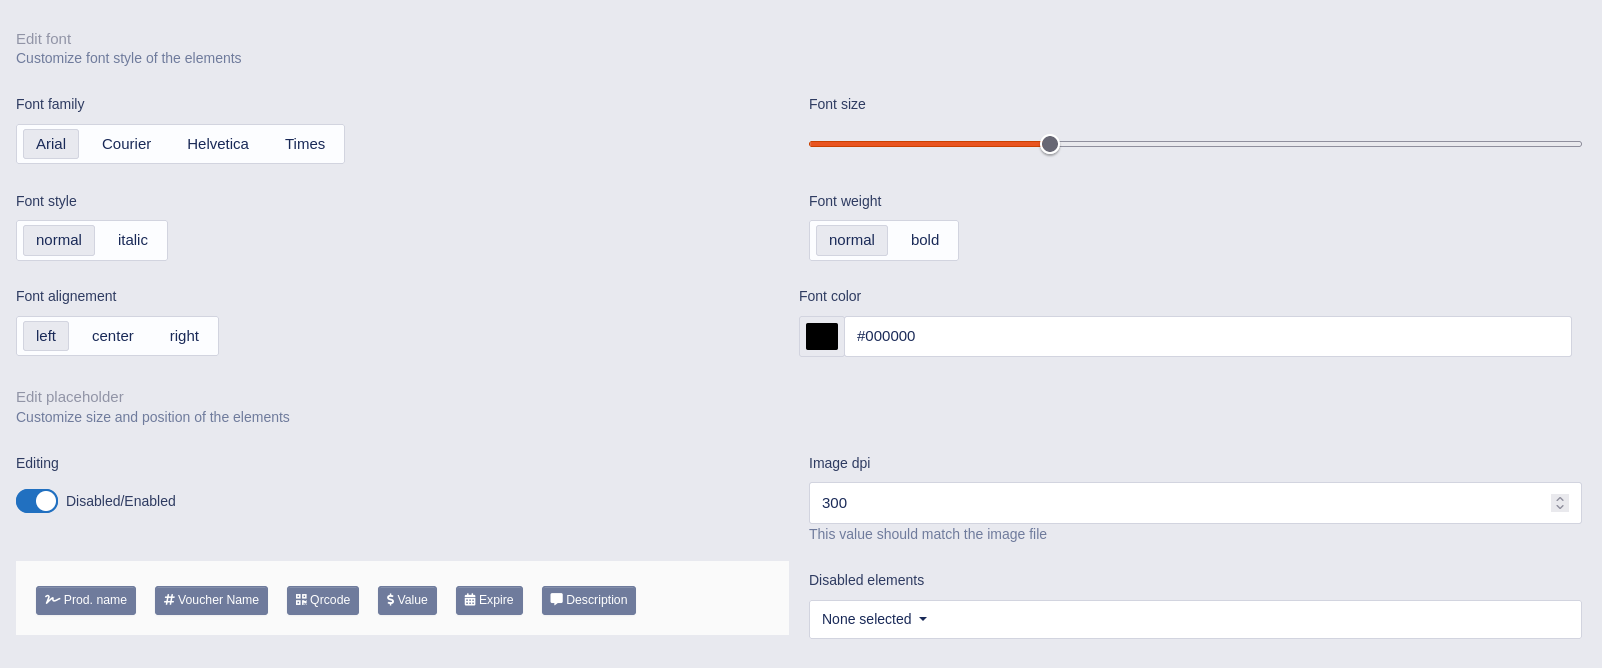 Edit font
Customize font style of the elements
Font family
Arial Courier Helvetica Times
Font size
Font style
normal italic
Font weight
normal bold
Font alignement
left center right
Font color
#000000
Edit placeholder
Customize size and position of the elements
Editing
Disabled/Enabled
Image dpi
300
This value should match the image file
Prod. name # Voucher Name Qrcode $ Value Expire Description
Disabled elements
None selected